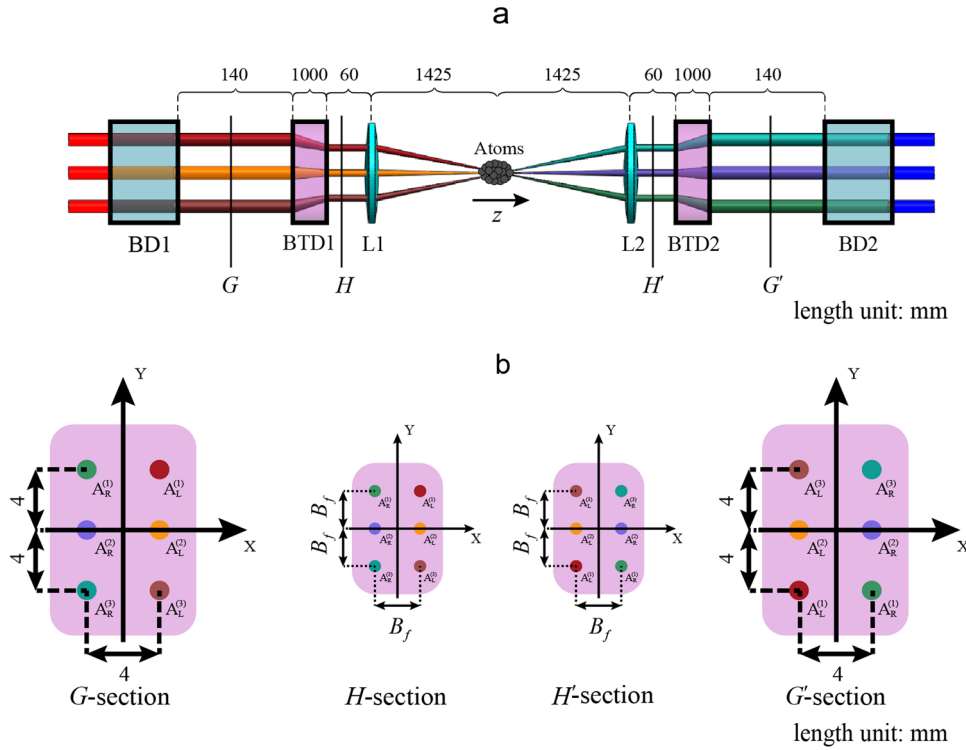 a
140 1000 60 1425 1425 60 1000 140
Atoms
z
BD1 BTD1 L1 L2 BTD2 BD2
G H H′ G′
length unit: mm
b
Y Y Y Y
4 4 4
B_f B_f B_f
B_f B_f B_f
4 4 4
X X X X
A_R^(1) A_L^(1)
A_R^(2) A_L^(2)
A_R^(3) A_L^(3)
A_R^(1) A_L^(1)
A_R^(2) A_L^(2)
A_R^(3) A_L^(3)
A_L^(3) A_R^(3)
A_L^(2) A_R^(2)
A_L^(1) A_R^(1)
A_L^(3) A_R^(3)
A_L^(2) A_R^(2)
A_L^(1) A_R^(1)
G-section H-section H′-section G′-section
length unit: mm